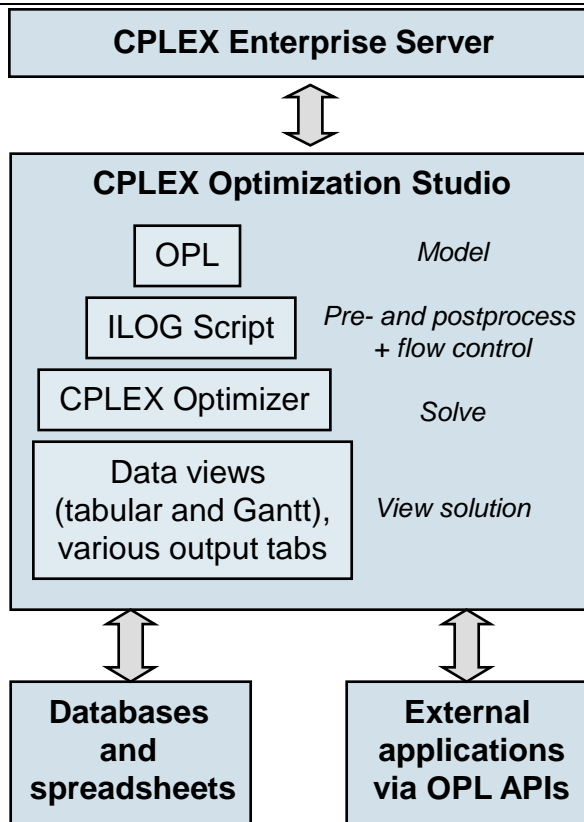 CPLEX Enterprise Server
CPLEX Optimization Studio
OPL
Model
ILOG Script
Pre- and postprocess
+ flow control
CPLEX Optimizer
Solve
Data views
(tabular and Gantt),
various output tabs
View solution
Databases
and
spreadsheets
External
applications
via OPL APIs